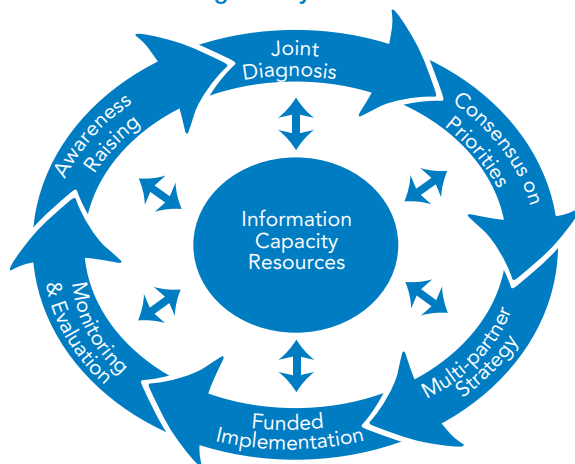 Joint
Diagnosis
Consensus on
Priorities
Multi-partner
Strategy
Funded
Implementation
Monitoring
& Evaluation
Awareness
Raising
Information
Capacity
Resources